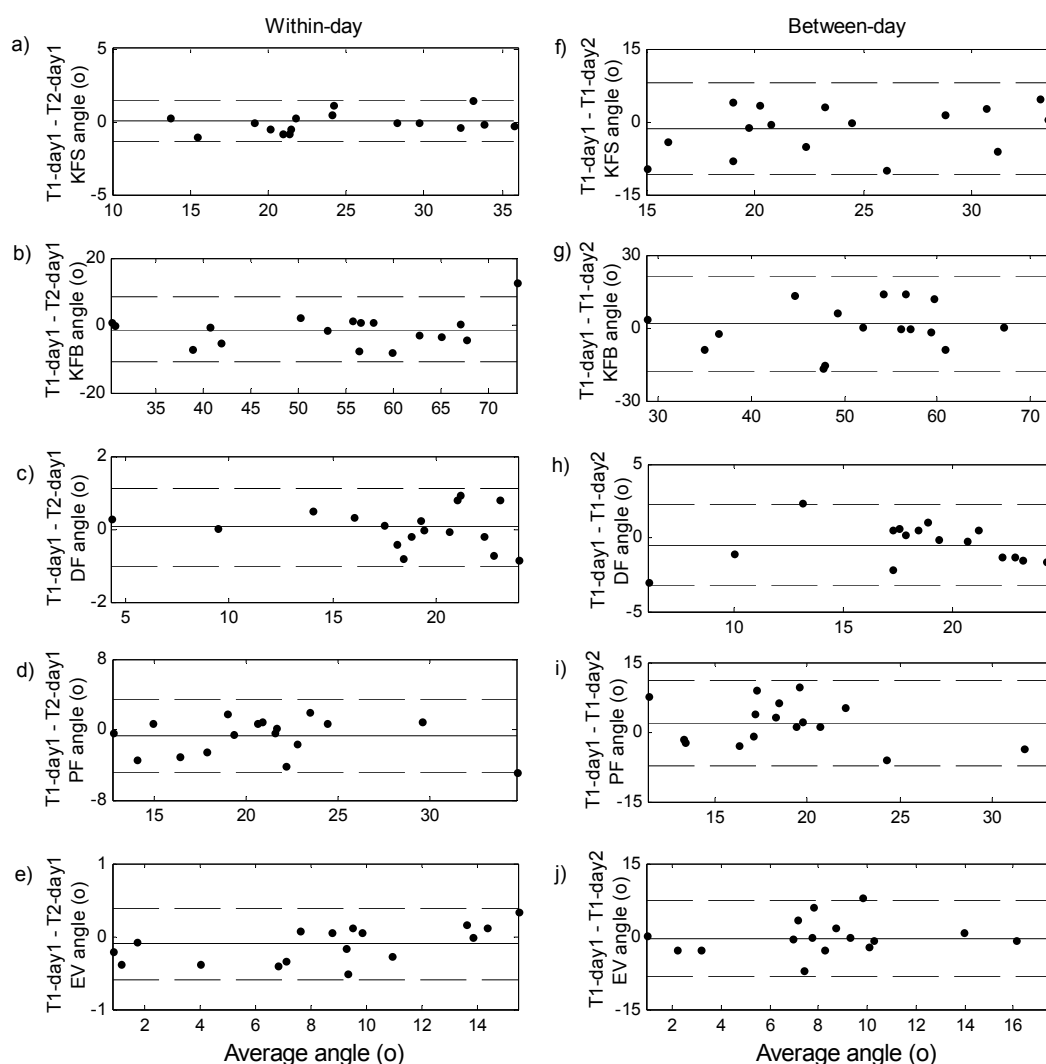 Within-day
a)
T1-day1 - T2-day1
KFS angle (o)
5
0
-5
10 15 20 25 30 35
b)
T1-day1 - T2-day1
KFB angle (o)
20
0
-20
35 40 45 50 55 60 65 70
c)
T1-day1 - T2-day1
DF angle (o)
2
0
-2
5 10 15 20
d)
T1-day1 - T2-day1
PF angle (o)
8
0
-8
15 20 25 30
e)
T1-day1 - T2-day1
EV angle (o)
1
0
-1
2 4 6 8 10 12 14
Average angle (o)
Between-day
f)
T1-day1 - T1-day2
KFS angle (o)
15
0
-15
15 20 25 30
g)
T1-day1 - T1-day2
KFB angle (o)
30
0
-30
30 40 50 60 70
h)
T1-day1 - T1-day2
DF angle (o)
5
0
-5
10 15 20
i)
T1-day1 - T1-day2
PF angle (o)
15
0
-15
15 20 25 30
j)
T1-day1 - T1-day2
EV angle (o)
15
0
-15
2 4 6 8 10 12 14 16
Average angle (o)